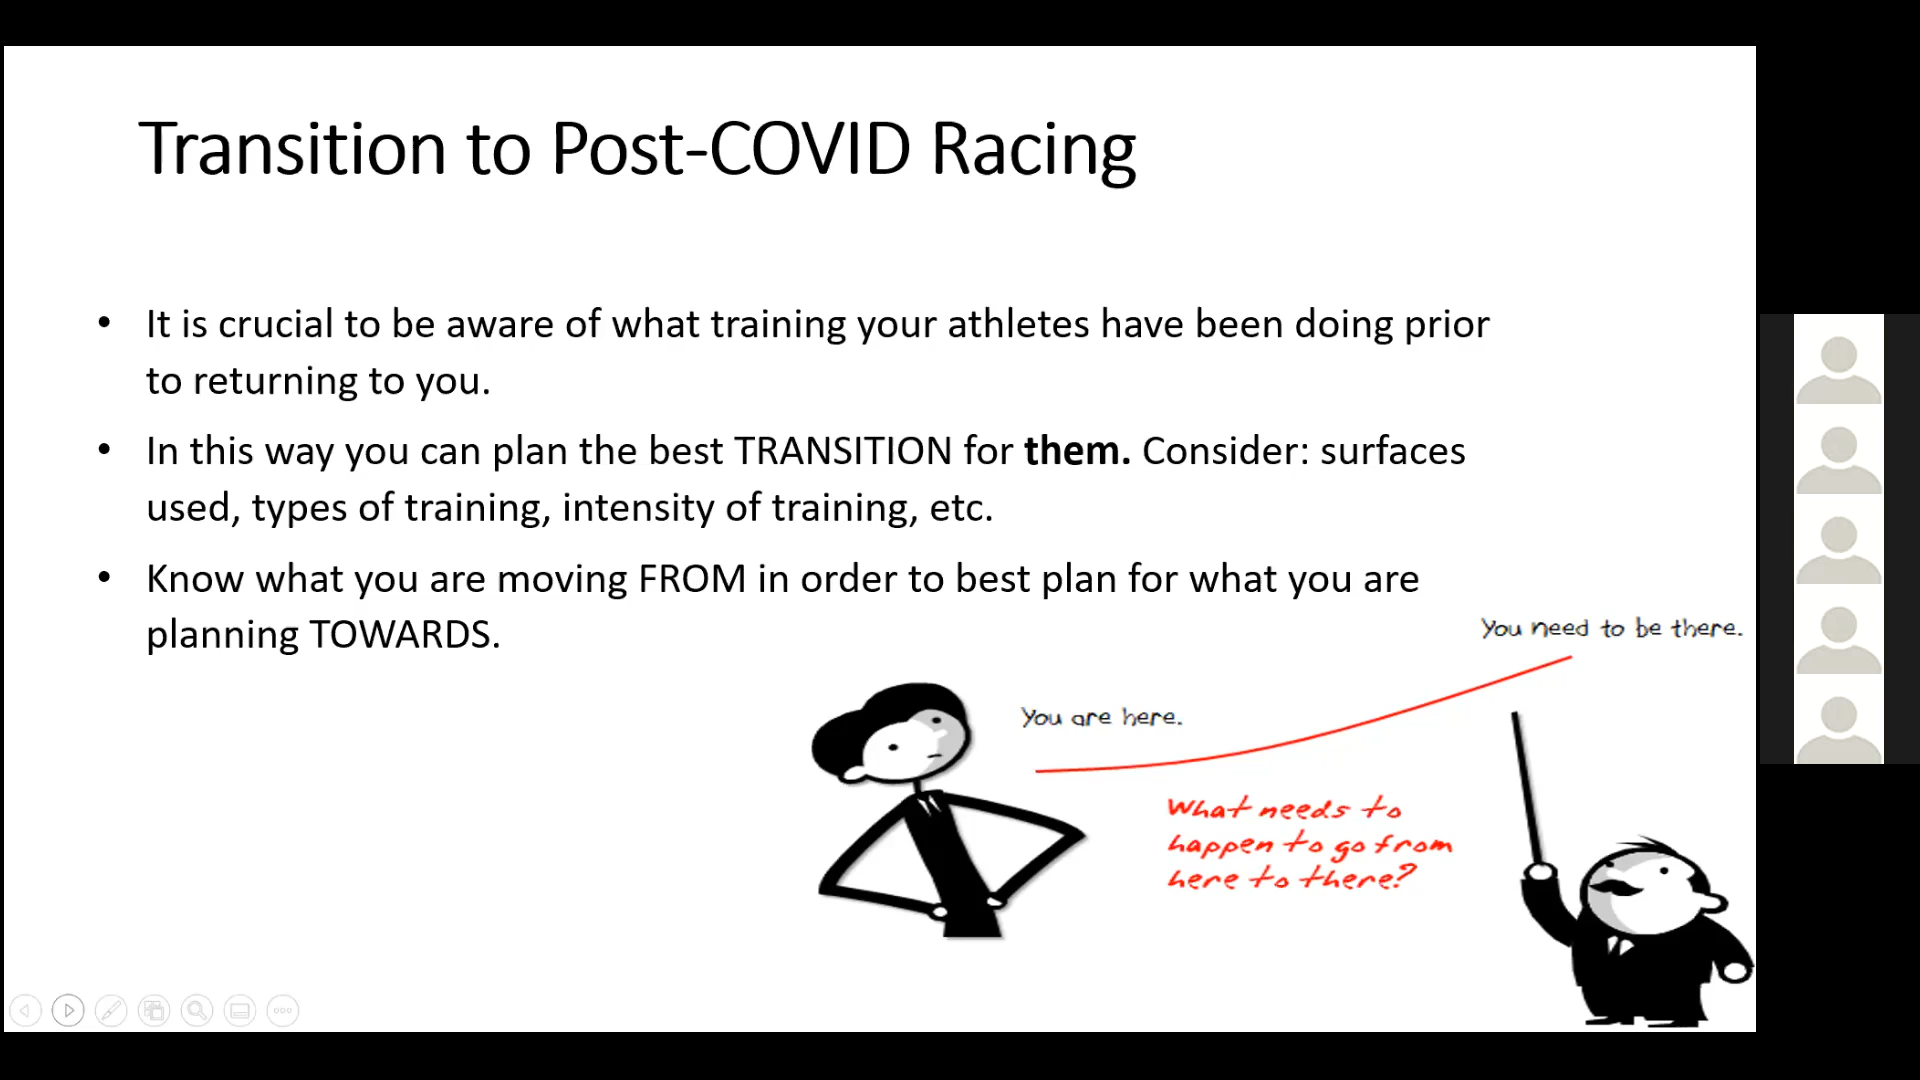 Transition to Post-COVID Racing
• It is crucial to be aware of what training your athletes have been doing prior
to returning to you.
• In this way you can plan the best TRANSITION for them. Consider: surfaces
used, types of training, intensity of training, etc.
• Know what you are moving FROM in order to best plan for what you are
planning TOWARDS.
You need to be there.
You are here.
What needs to
happen to go from
here to there?